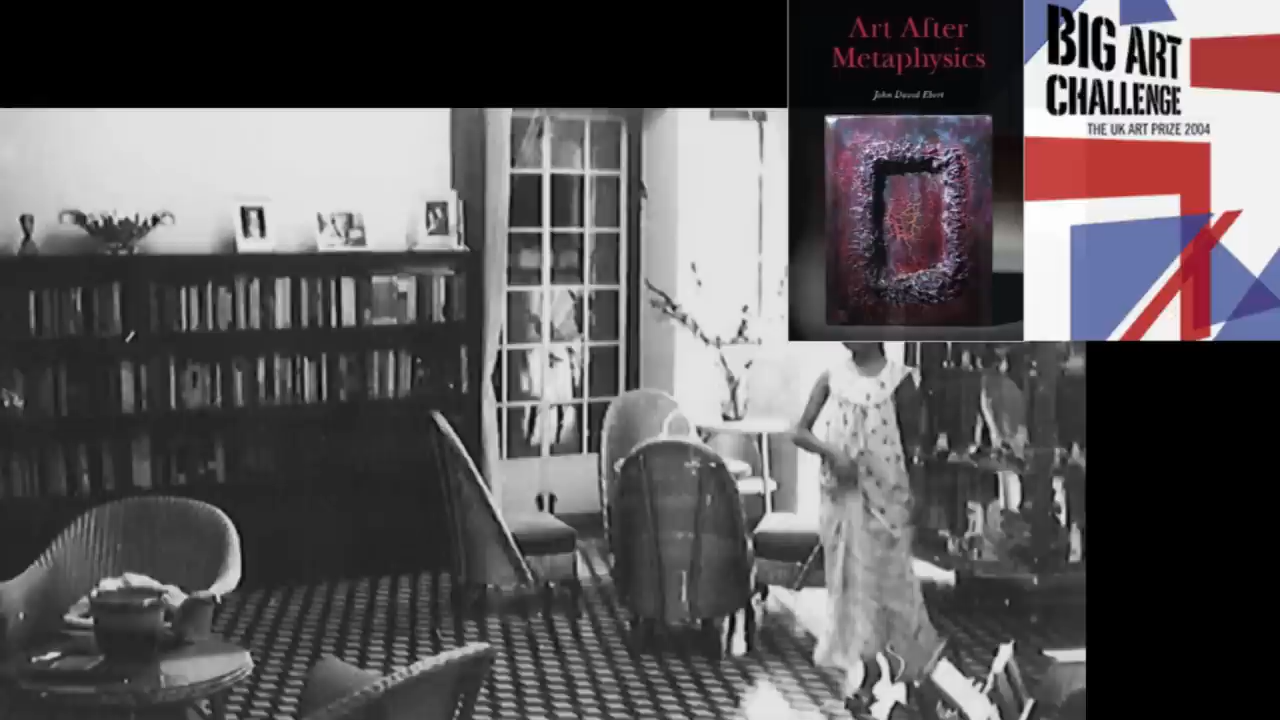 Art After
Metaphysics
John David Ebert
BIG ART
CHALLENGE
THE UK ART PRIZE 2004